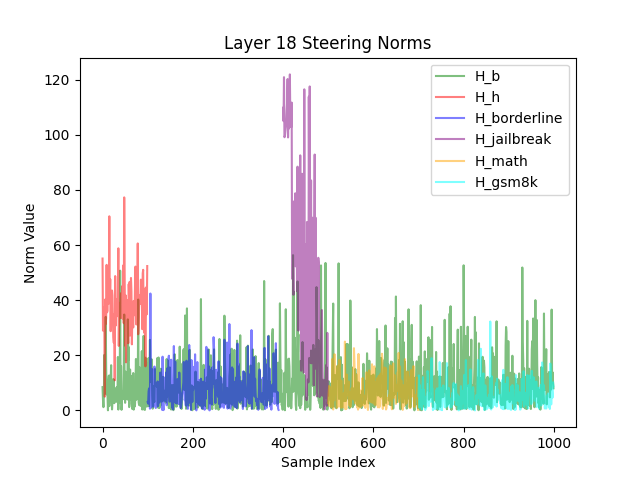 Layer 18 Steering Norms
Norm Value
120
100
80
60
40
20
0
H_b
H_h
H_borderline
H_jailbreak
H_math
H_gsm8k
0
200
400
600
800
1000
Sample Index